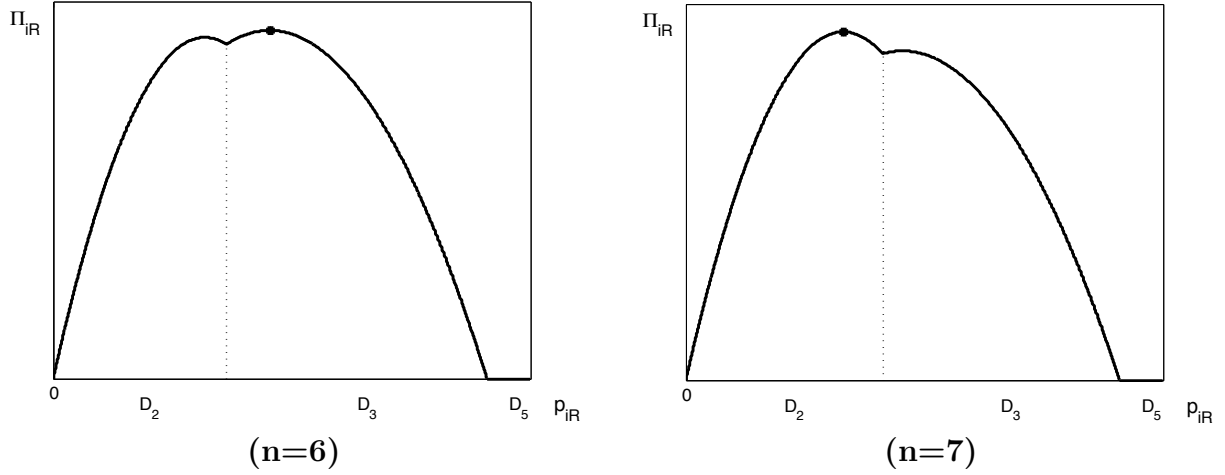 Π_iR
0 D_2 D_3 D_5 p_iR
(n=6)
Π_iR
0 D_2 D_3 D_5 p_iR
(n=7)